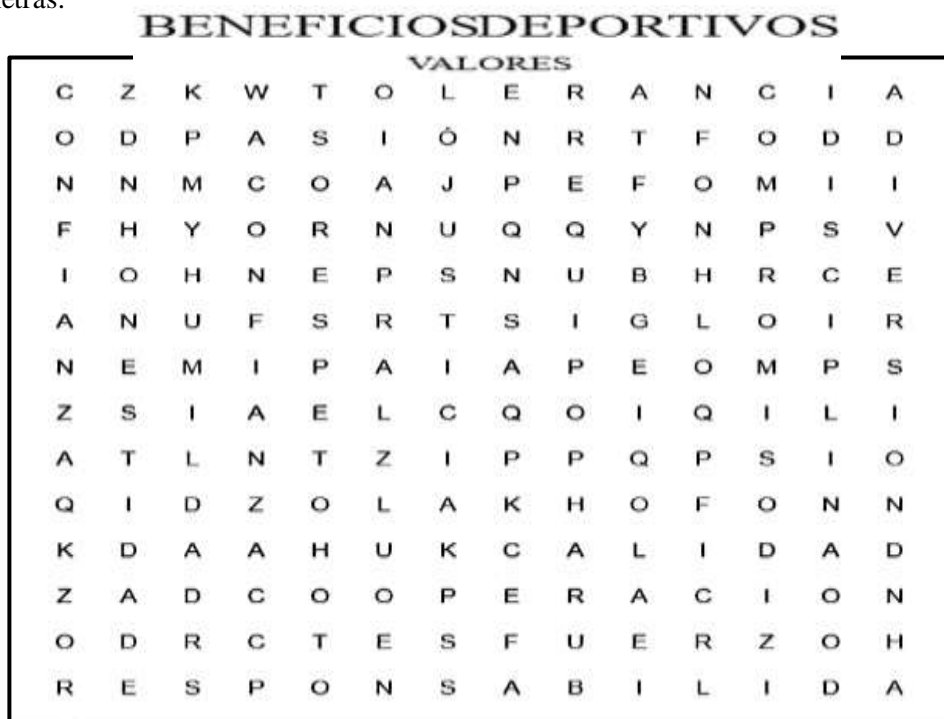 etras.
BENEFICIOSDEPORTIVOS
VALORES
C Z K W T O L E R A N C I A
O D P A S I Ó N R T F O D D
N N M C O A J P E F O M I I
F H Y O R N U Q Q Y N P S V
I O H N E P S N U B H R C E
A N U F S R T S I G L O I R
N E M I P A I A P E O M P S
Z S I A E L C Q O I Q I L I
A T L N T Z I P P Q P S I O
Q I D Z O L A K H O F O N N
K D A A H U K C A L I D A D
Z A D C O O P E R A C I O N
O D R C T E S F U E R Z O H
R E S P O N S A B I L I D A